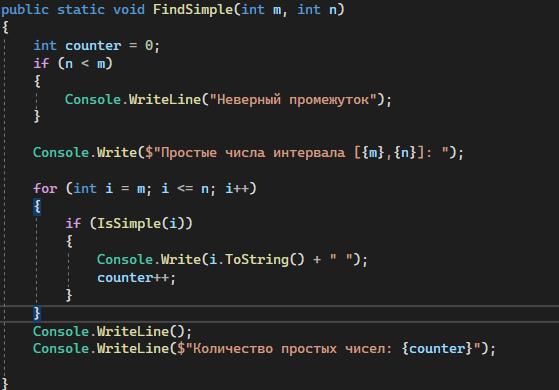 public static void FindSimple(int m, int n)
{
int counter = 0;
if (n < m)
{
Console.WriteLine("Неверный промежуток");
}
Console.Write($"Простые числа интервала [{m},{n}]: ");
for (int i = m; i <= n; i++)
{
if (IsSimple(i))
{
Console.Write(i.ToString() + " ");
counter++;
}
}
Console.WriteLine();
Console.WriteLine($"Количество простых чисел: {counter}");
}